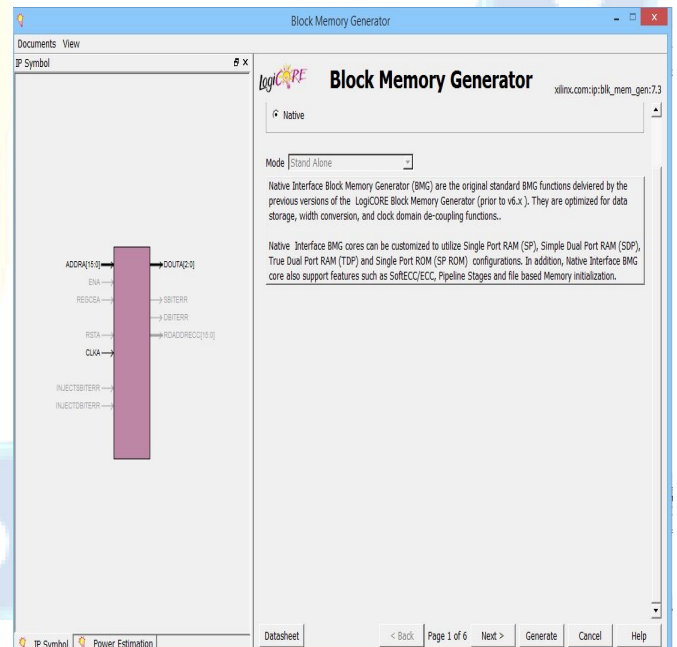 Block Memory Generator
Documents View
IP Symbol
LogiCORE
Block Memory Generator
xilinx.com:ip:blk_mem_gen:7.3
Native
Mode Stand Alone
Native Interface Block Memory Generator (BMG) are the original standard BMG functions delviered by the
previous versions of the LogiCORE Block Memory Generator (prior to v6.x ). They are optimized for data
storage, width conversion, and clock domain de-coupling functions..
Native Interface BMG cores can be customized to utilize Single Port RAM (SP), Simple Dual Port RAM (SDP),
True Dual Port RAM (TDP) and Single Port ROM (SP ROM) configurations. In addition, Native Interface BMG
core also support features such as SoftECC/ECC, Pipeline Stages and file based Memory initialization.
ADDRA[15:0] DOUTA[2:0]
ENA
REGCEA SBITERR
DBITERR
RSTA RDADDRECC[15:0]
CLKA
INJECTSBITERR
INJECTDBITERR
IP Symbol Power Estimation
Datasheet < Back Page 1 of 6 Next > Generate Cancel Help